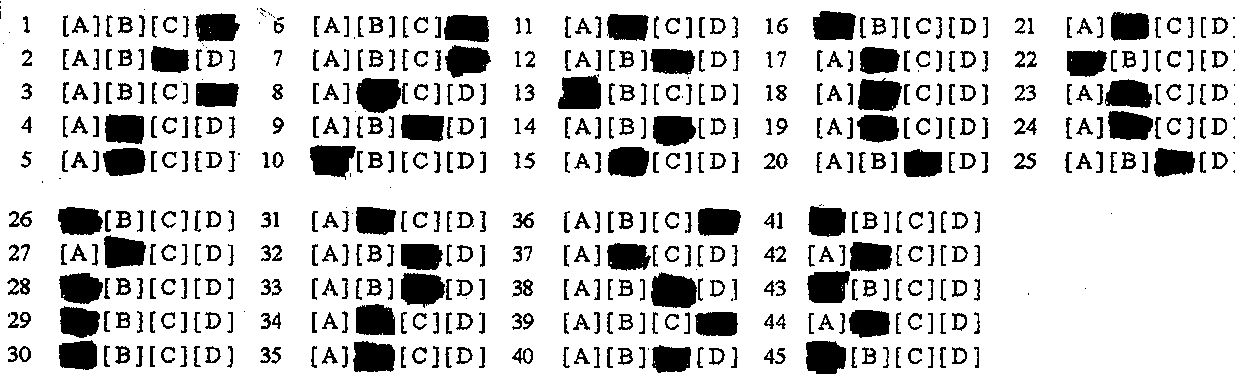 1 [A][B][C] 6 [A][B][C] 11 [A] [C][D] 16 [B][C][D] 21 [A] [C][D]
2 [A][B] [D] 7 [A][B][C] 12 [A][B] [D] 17 [A] [C][D] 22 [B][C][D]
3 [A][B][C] 8 [A] [C][D] 13 [B][C][D] 18 [A] [C][D] 23 [A] [C][D]
4 [A] [C][D] 9 [A][B] [D] 14 [A][B] [D] 19 [A] [C][D] 24 [A] [C][D]
5 [A] [C][D] 10 [B][C][D] 15 [A] [C][D] 20 [A][B] [D] 25 [A][B] [D]
26 [B][C][D] 31 [A] [C][D] 36 [A][B][C] 41 [B][C][D]
27 [A] [C][D] 32 [A][B] [D] 37 [A] [C][D] 42 [A] [C][D]
28 [B][C][D] 33 [A][B] [D] 38 [A][B] [D] 43 [B][C][D]
29 [B][C][D] 34 [A] [C][D] 39 [A][B][C] 44 [A] [C][D]
30 [B][C][D] 35 [A] [C][D] 40 [A][B] [D] 45 [B][C][D]